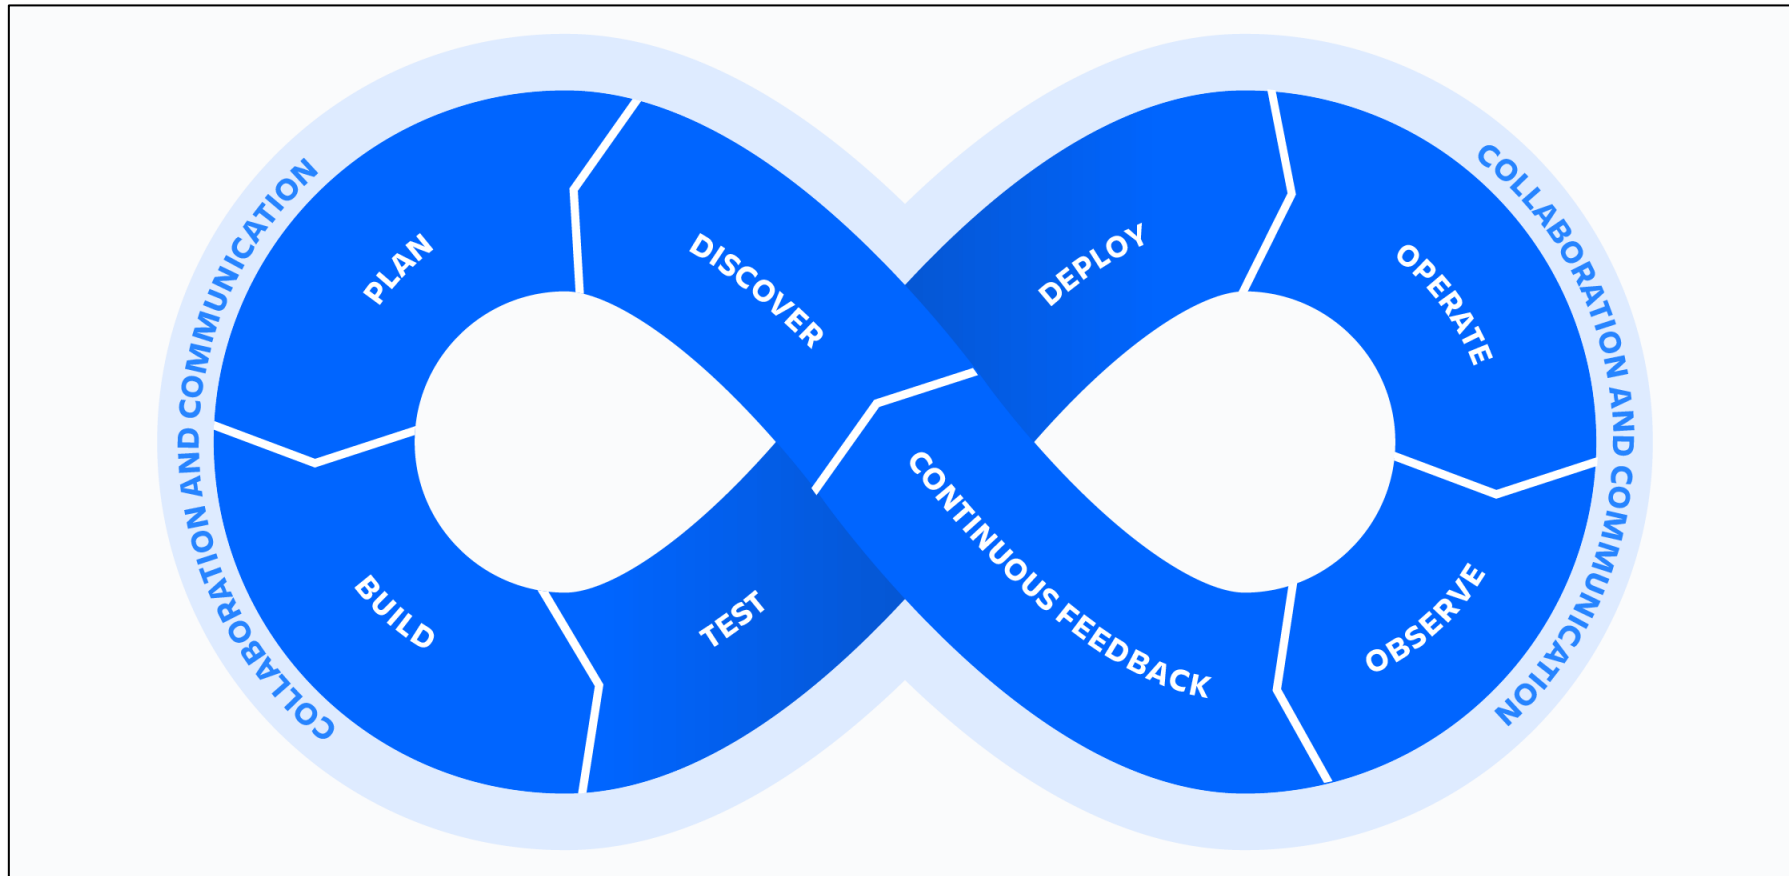 COLLABORATION AND COMMUNICATION
PLAN
DISCOVER
DEPLOY
OPERATE
COLLABORATION AND COMMUNICATION
BUILD
TEST
CONTINUOUS FEEDBACK
OBSERVE